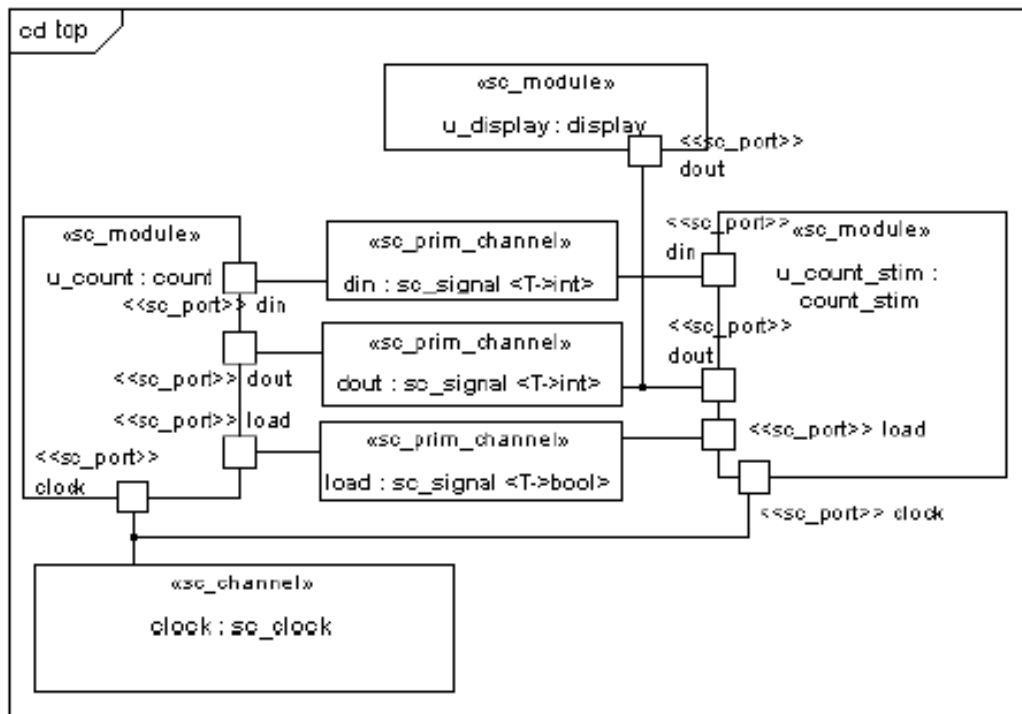 cd top
«sc_module»
u_display : display
<<sc_port>>
dout
«sc_module»
u_count : count
<<sc_port>> din
<<sc_port>> dout
<<sc_port>> load
<<sc_port>>
clock
«sc_prim_channel»
din : sc_signal <T->int>
«sc_prim_channel»
dout : sc_signal <T->int>
«sc_prim_channel»
load : sc_signal <T->bool>
<<sc_port>>
din
«sc_module»
u_count_stim :
count_stim
<<sc_port>>
dout
<<sc_port>> load
<<sc_port>> clock
«sc_channel»
clock : sc_clock